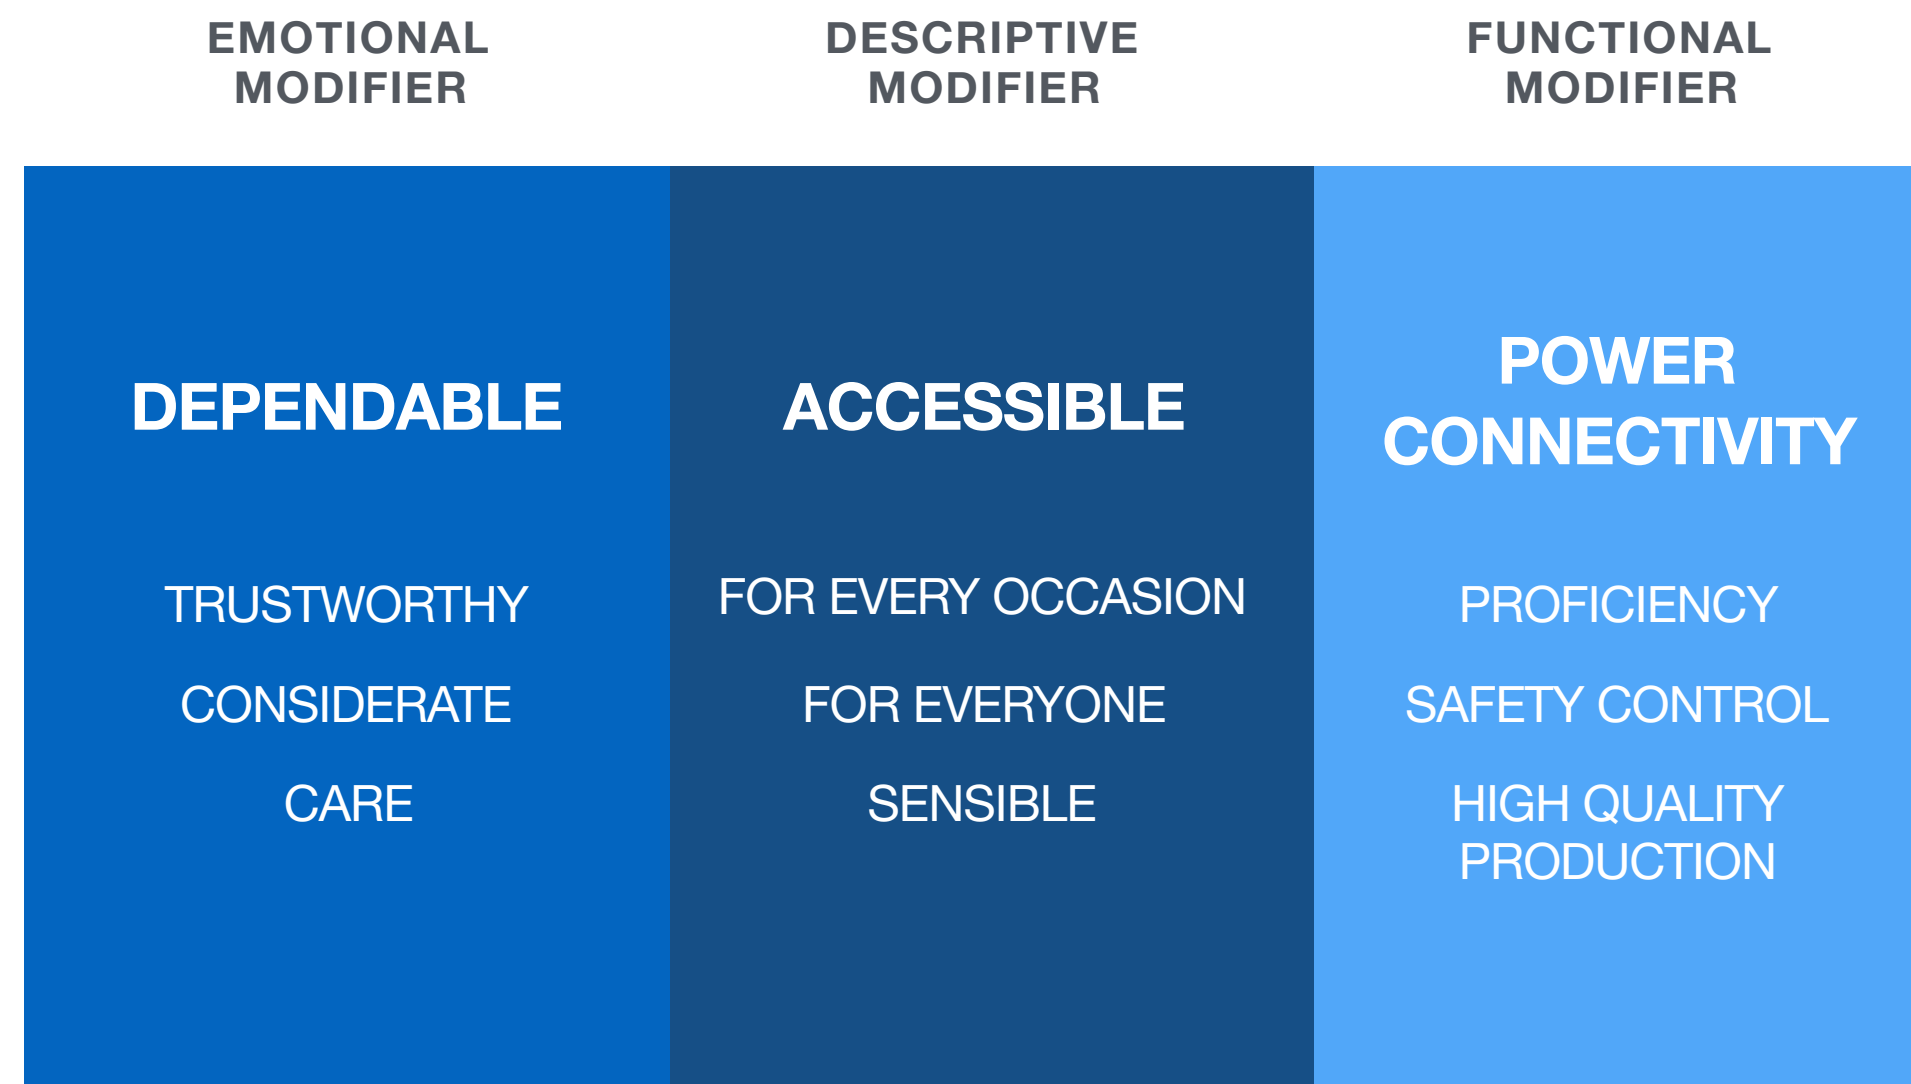 EMOTIONAL
MODIFIER
DESCRIPTIVE
MODIFIER
FUNCTIONAL
MODIFIER
DEPENDABLE
TRUSTWORTHY
CONSIDERATE
CARE
ACCESSIBLE
FOR EVERY OCCASION
FOR EVERYONE
SENSIBLE
POWER
CONNECTIVITY
PROFICIENCY
SAFETY CONTROL
HIGH QUALITY
PRODUCTION